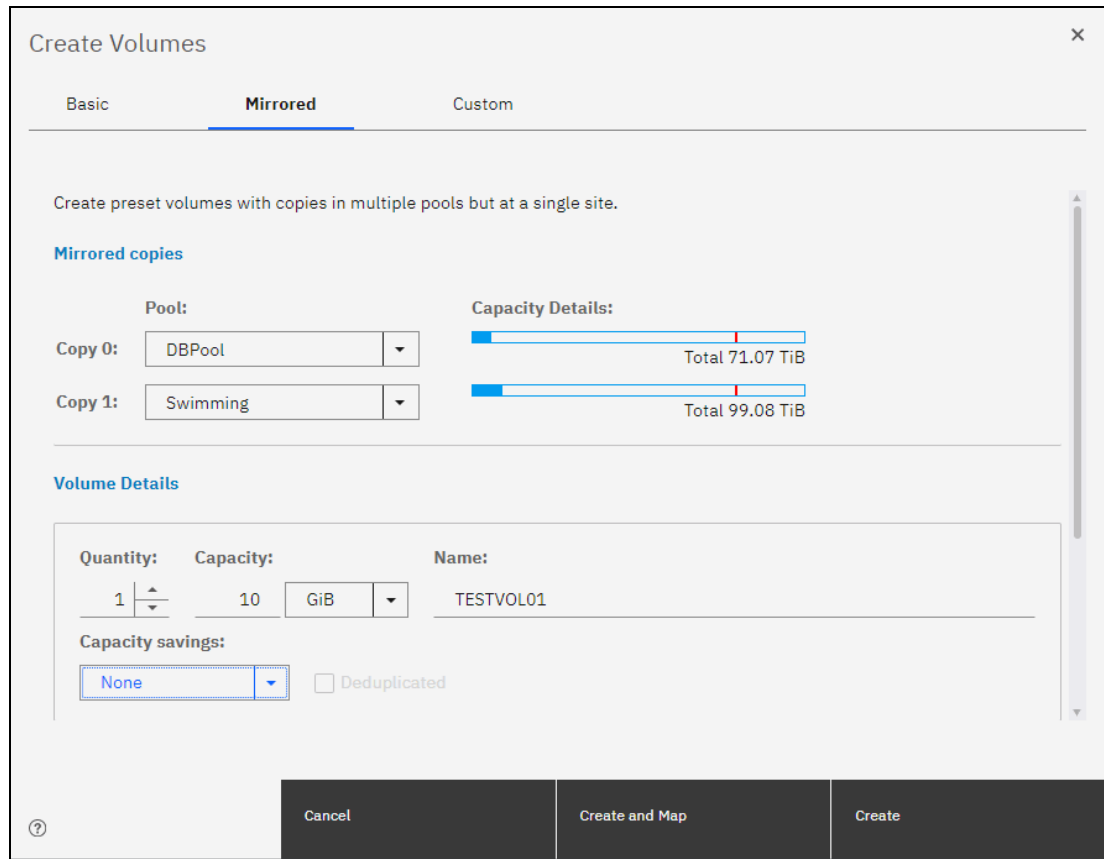 Create Volumes
Basic Mirrored Custom
Create preset volumes with copies in multiple pools but at a single site.
Mirrored copies
Pool: Capacity Details:
Copy 0: DBPool
Total 71.07 TiB
Copy 1: Swimming
Total 99.08 TiB
Volume Details
Quantity: Capacity: Name:
1 10 GiB TESTVOL01
Capacity savings:
None Deduplicated
Cancel Create and Map Create